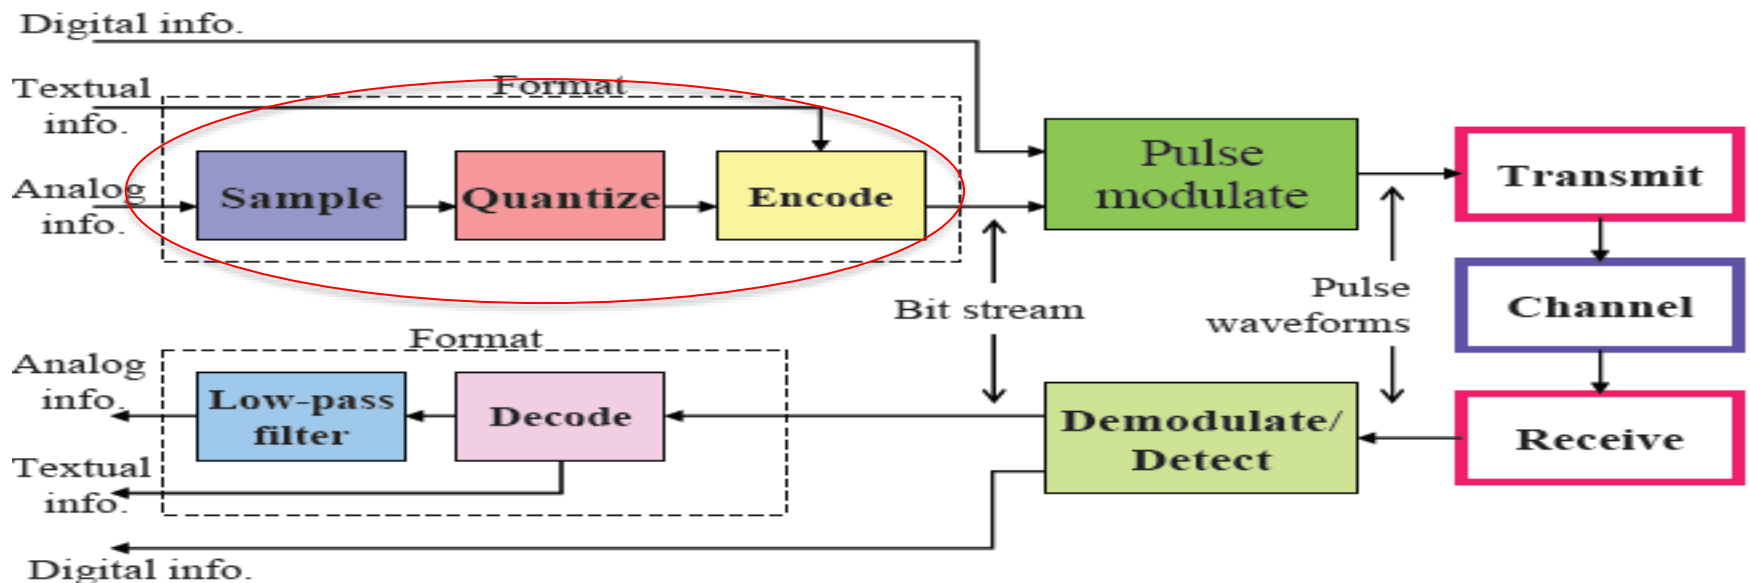 Digital info.
Textual
info.
Format
Analog
info.
Sample
Quantize
Encode
Pulse
modulate
Transmit
Bit stream
Pulse
waveforms
Channel
Format
Analog
info.
Low-pass
filter
Decode
Demodulate/
Detect
Receive
Textual
info.
Digital info.